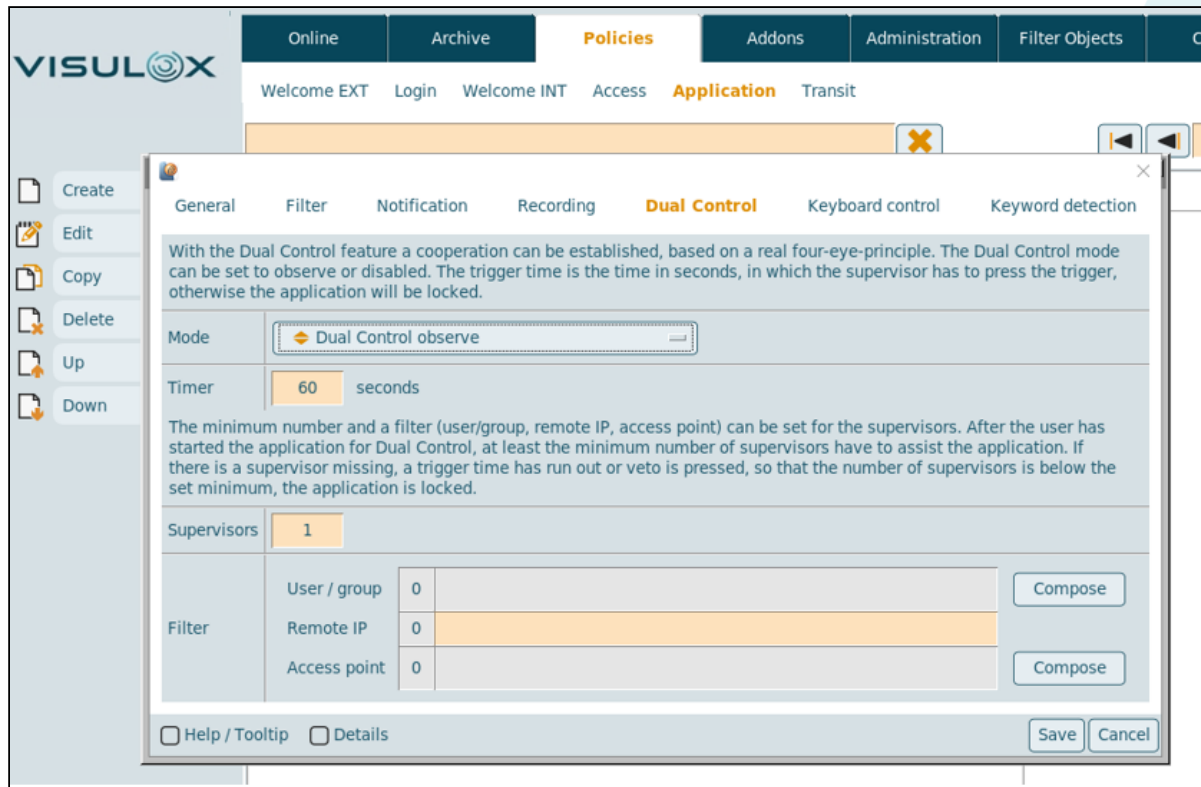 VISULOX
Online Archive Policies Addons Administration Filter Objects
Welcome EXT Login Welcome INT Access Application Transit
Create
Edit
Copy
Delete
Up
Down
General Filter Notification Recording Dual Control Keyboard control Keyword detection
With the Dual Control feature a cooperation can be established, based on a real four-eye-principle. The Dual Control mode
can be set to observe or disabled. The trigger time is the time in seconds, in which the supervisor has to press the trigger,
otherwise the application will be locked.
Mode Dual Control observe
Timer 60 seconds
The minimum number and a filter (user/group, remote IP, access point) can be set for the supervisors. After the user has
started the application for Dual Control, at least the minimum number of supervisors have to assist the application. If
there is a supervisor missing, a trigger time has run out or veto is pressed, so that the number of supervisors is below the
set minimum, the application is locked.
Supervisors 1
Filter
User / group 0 Compose
Remote IP 0
Access point 0 Compose
Help / Tooltip Details Save Cancel